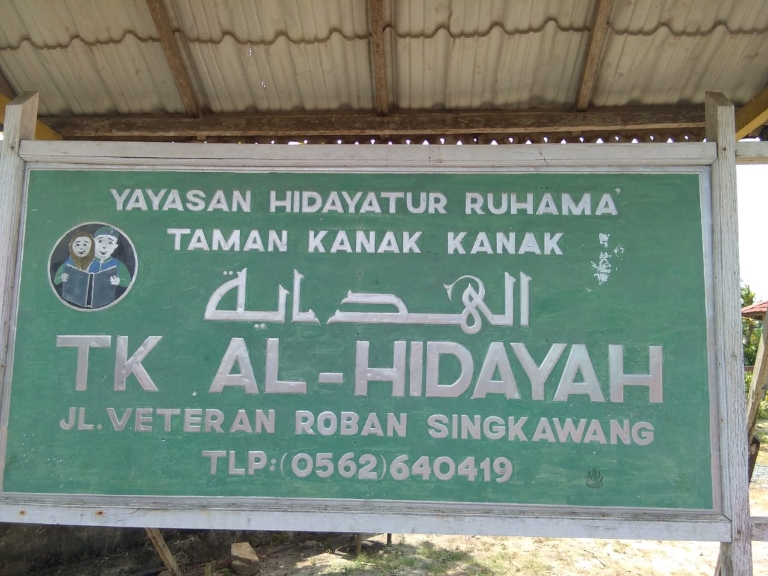 YAYASAN HIDAYATUR RUHAMA'
TAMAN KANAK KANAK
الهداية
TK AL-HIDAYAH
JL.VETERAN ROBAN SINGKAWANG
TLP:(0562)640419